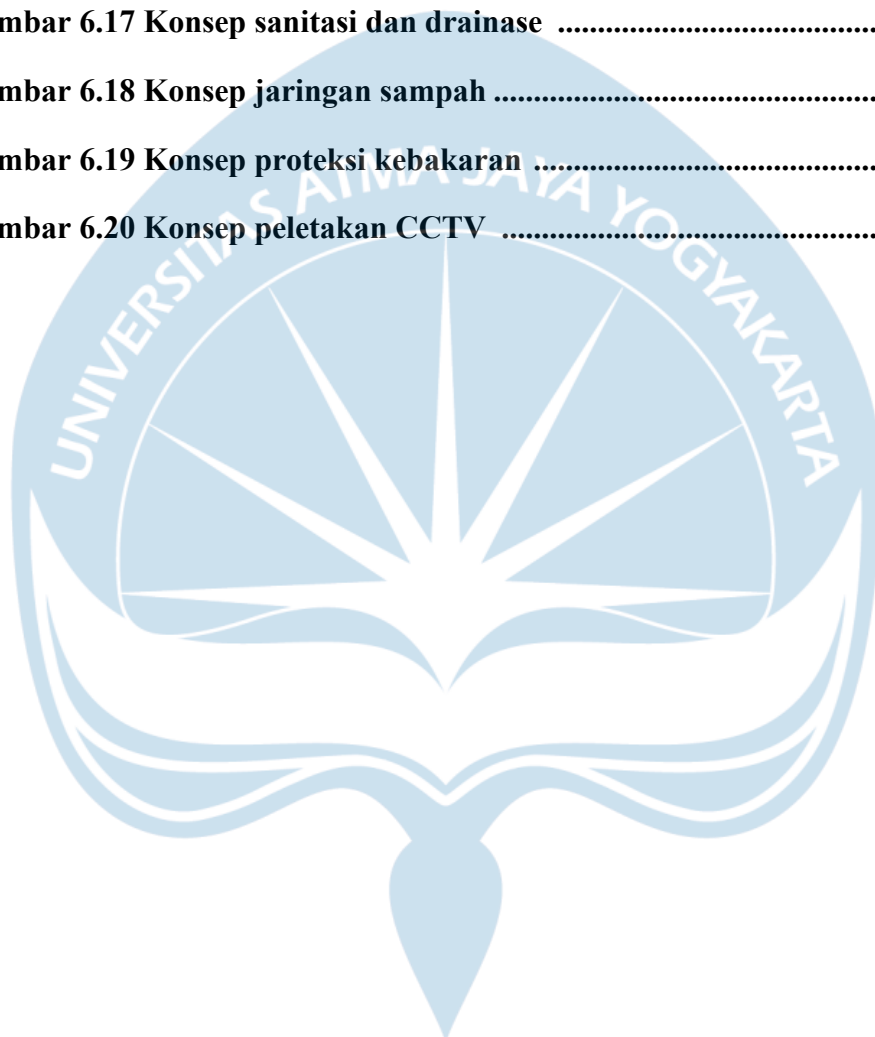 mbar 6.17 Konsep sanitasi dan drainase ........................................
mbar 6.18 Konsep jaringan sampah ................................................
mbar 6.19 Konsep proteksi kebakaran ...........................................
mbar 6.20 Konsep peletakan CCTV ...............................................
UNIVERSITAS ATMA JAYA YOGYAKARTA